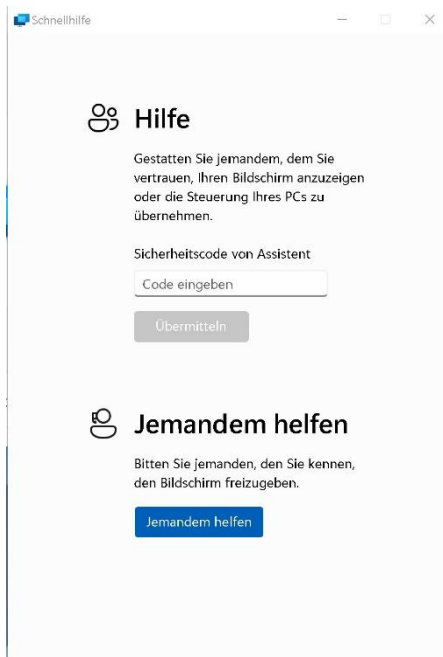 Schnellhilfe
Hilfe
Gestatten Sie jemandem, dem Sie
vertrauen, Ihren Bildschirm anzuzeigen
oder die Steuerung Ihres PCs zu
übernehmen.
Sicherheitscode von Assistent
Code eingeben
Übermitteln
Jemandem helfen
Bitten Sie jemanden, den Sie kennen,
den Bildschirm freizugeben.
Jemandem helfen